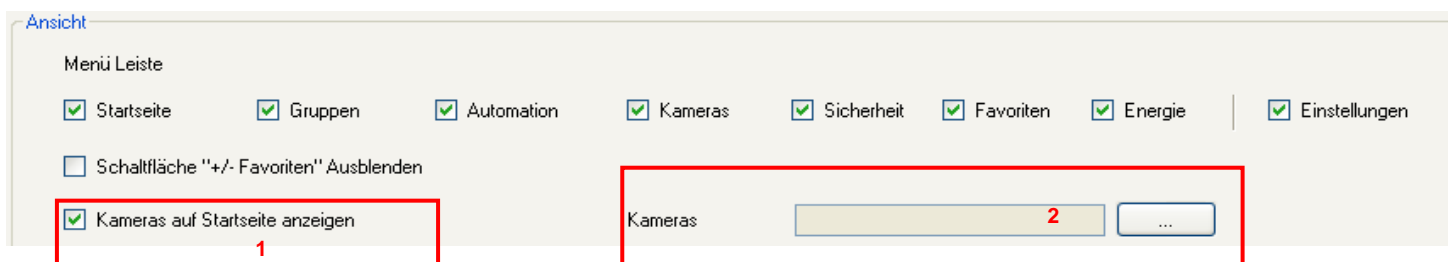 Ansicht
Menü Leiste
Startseite Gruppen Automation Kameras Sicherheit Favoriten Energie Einstellungen
Schaltfläche "+/- Favoriten" Ausblenden
Kameras auf Startseite anzeigen Kameras 2 ...
1